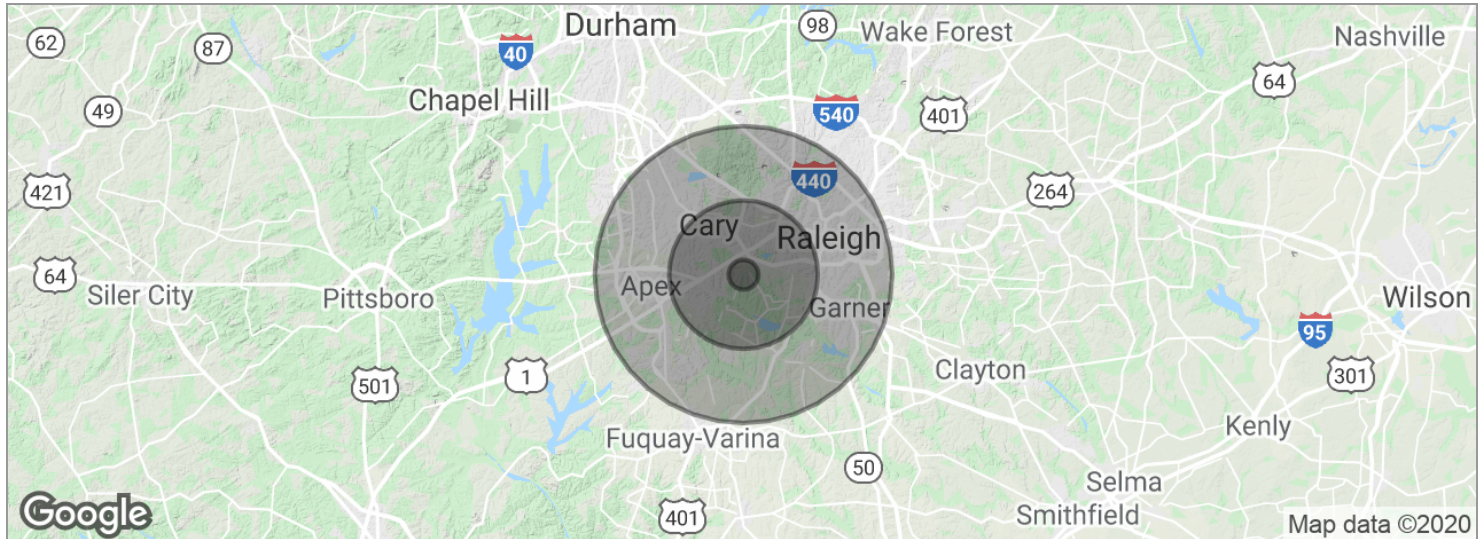 Durham
98
Wake Forest
Nashville
62
87
40
64
Chapel Hill
49
540
401
421
440
264
Cary
Raleigh
64
Siler City
Pittsboro
Apex
Garner
Wilson
95
1
501
Clayton
301
Fuquay-Varina
Kenly
50
Selma
Google
401
Smithfield
Map data ©2020